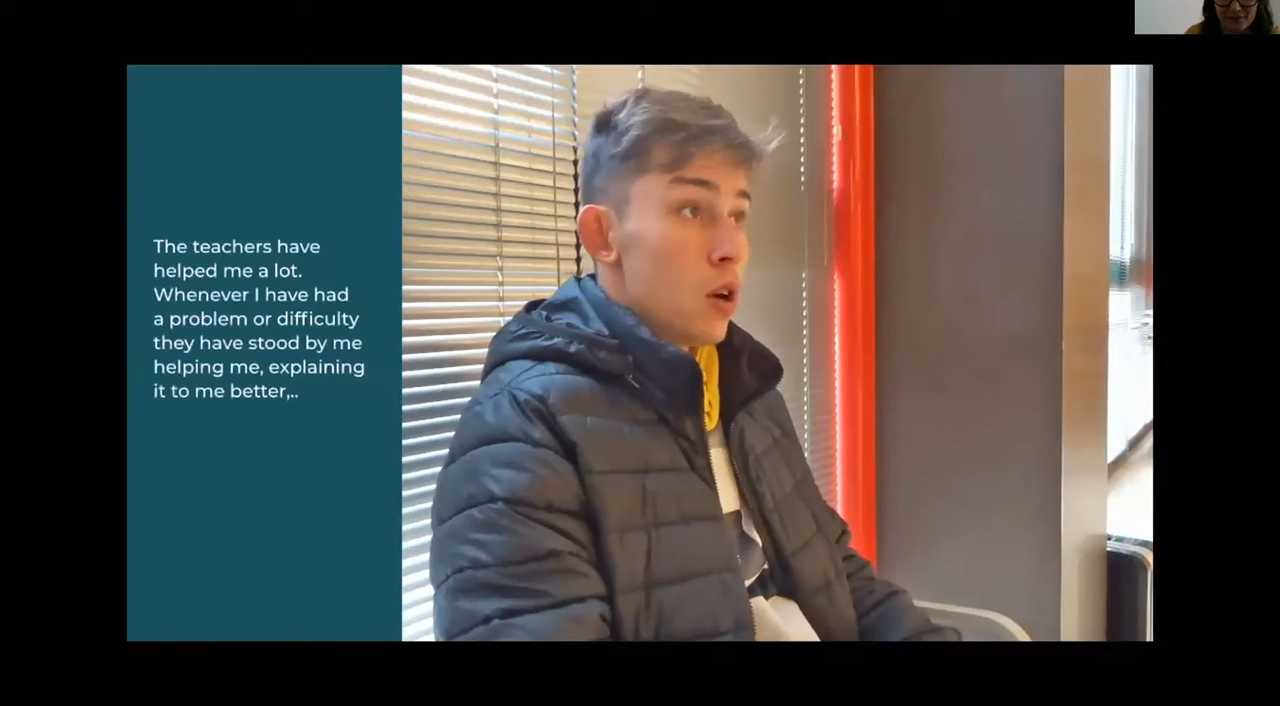 The teachers have
helped me a lot.
Whenever I have had
a problem or difficulty
they have stood by me
helping me, explaining
it to me better,..